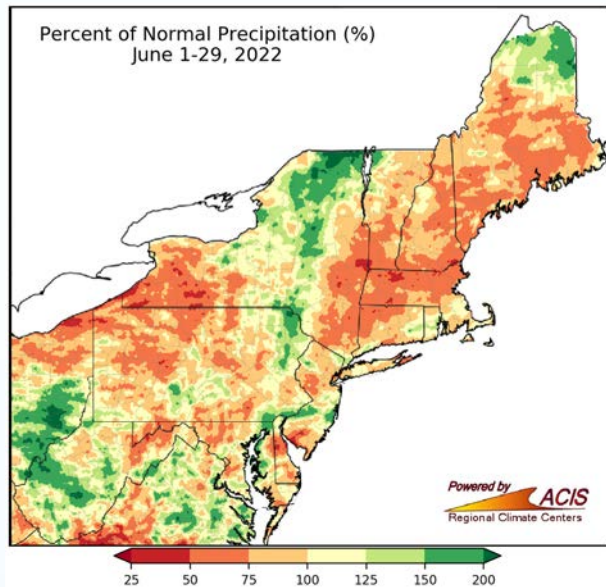 Percent of Normal Precipitation (%)
June 1-29, 2022
Powered by
ACIS
Regional Climate Centers
25 50 75 90 100 125 150 200